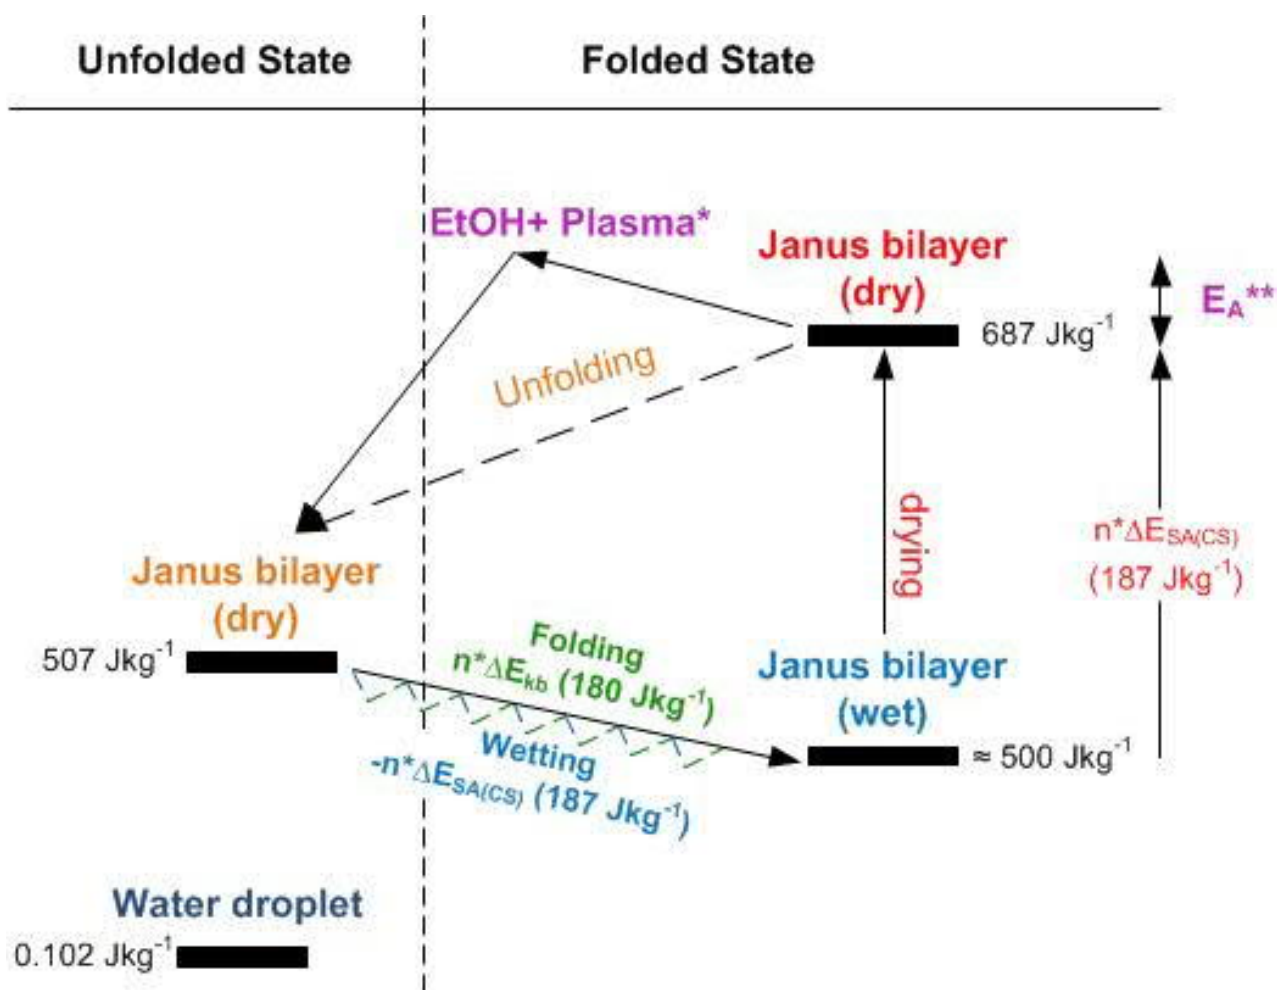 Unfolded State
Folded State
EtOH+ Plasma*
Janus bilayer
(dry)
687 Jkg⁻¹
E_A**
Unfolding
drying
n*ΔE_SA(CS)
(187 Jkg⁻¹)
Janus bilayer
(dry)
507 Jkg⁻¹
Folding
n*ΔE_kb (180 Jkg⁻¹)
Wetting
-n*ΔE_SA(CS) (187 Jkg⁻¹)
Janus bilayer
(wet)
≈ 500 Jkg⁻¹
Water droplet
0.102 Jkg⁻¹